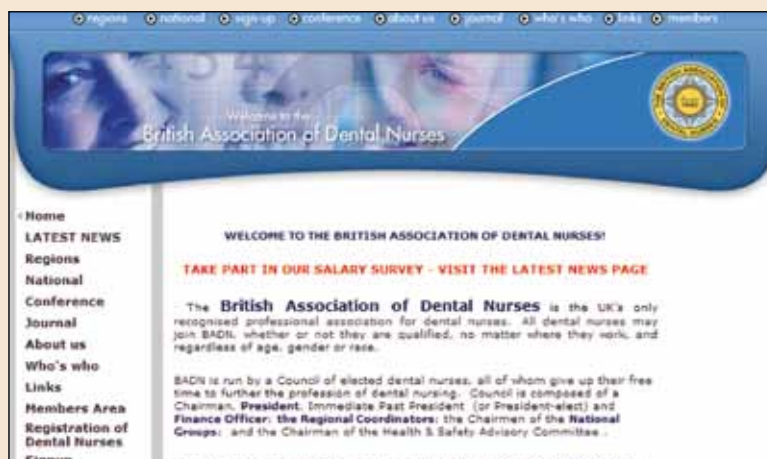 regions national sign-up conference about us journal who's who links members
Welcome to the
British Association of Dental Nurses
THE BRITISH ASSOCIATION OF DENTAL NURSES
Home
LATEST NEWS
Regions
National
Conference
Journal
About us
Who's who
Links
Members Area
Registration of
Dental Nurses
Signup
WELCOME TO THE BRITISH ASSOCIATION OF DENTAL NURSES!
TAKE PART IN OUR SALARY SURVEY - VISIT THE LATEST NEWS PAGE
The British Association of Dental Nurses is the UK's only
recognised professional association for dental nurses. All dental nurses may
join BADN, whether or not they are qualified, no matter where they work, and
regardless of age, gender or race.
BADN is run by a Council of elected dental nurses, all of whom give up their free
time to further the profession of dental nursing. Council is composed of a
Chairman, President, Immediate Past President (or President-elect) and
Finance Officer; the Regional Coordinators; the Chairmen of the National
Groups; and the Chairman of the Health & Safety Advisory Committee.